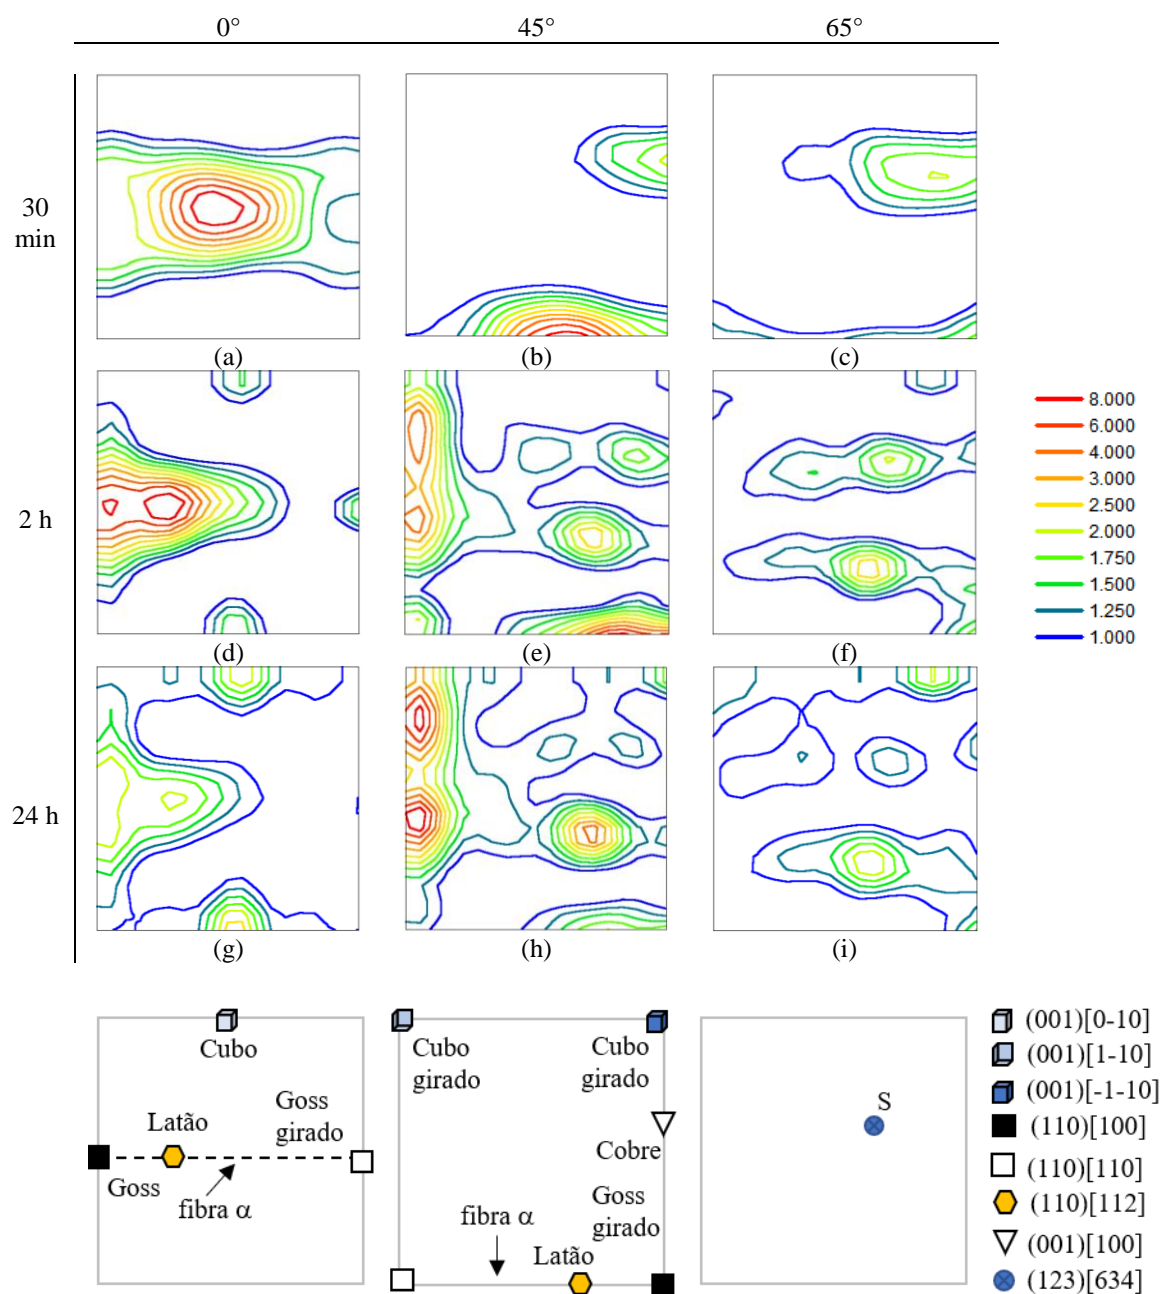 0° 45° 65°
30
min
(a) (b) (c)
8.000
6.000
4.000
3.000
2.500
2.000
1.750
1.500
1.250
1.000
2 h
(d) (e) (f)
24 h
(g) (h) (i)
Cubo
Latão
Goss
girado
Goss
fibra α
Cubo
girado
Cubo
girado
Cobre
Goss
girado
fibra α
Latão
S
(001)[0-10]
(001)[1-10]
(001)[-1-10]
(110)[100]
(110)[110]
(110)[112]
(001)[100]
(123)[634]